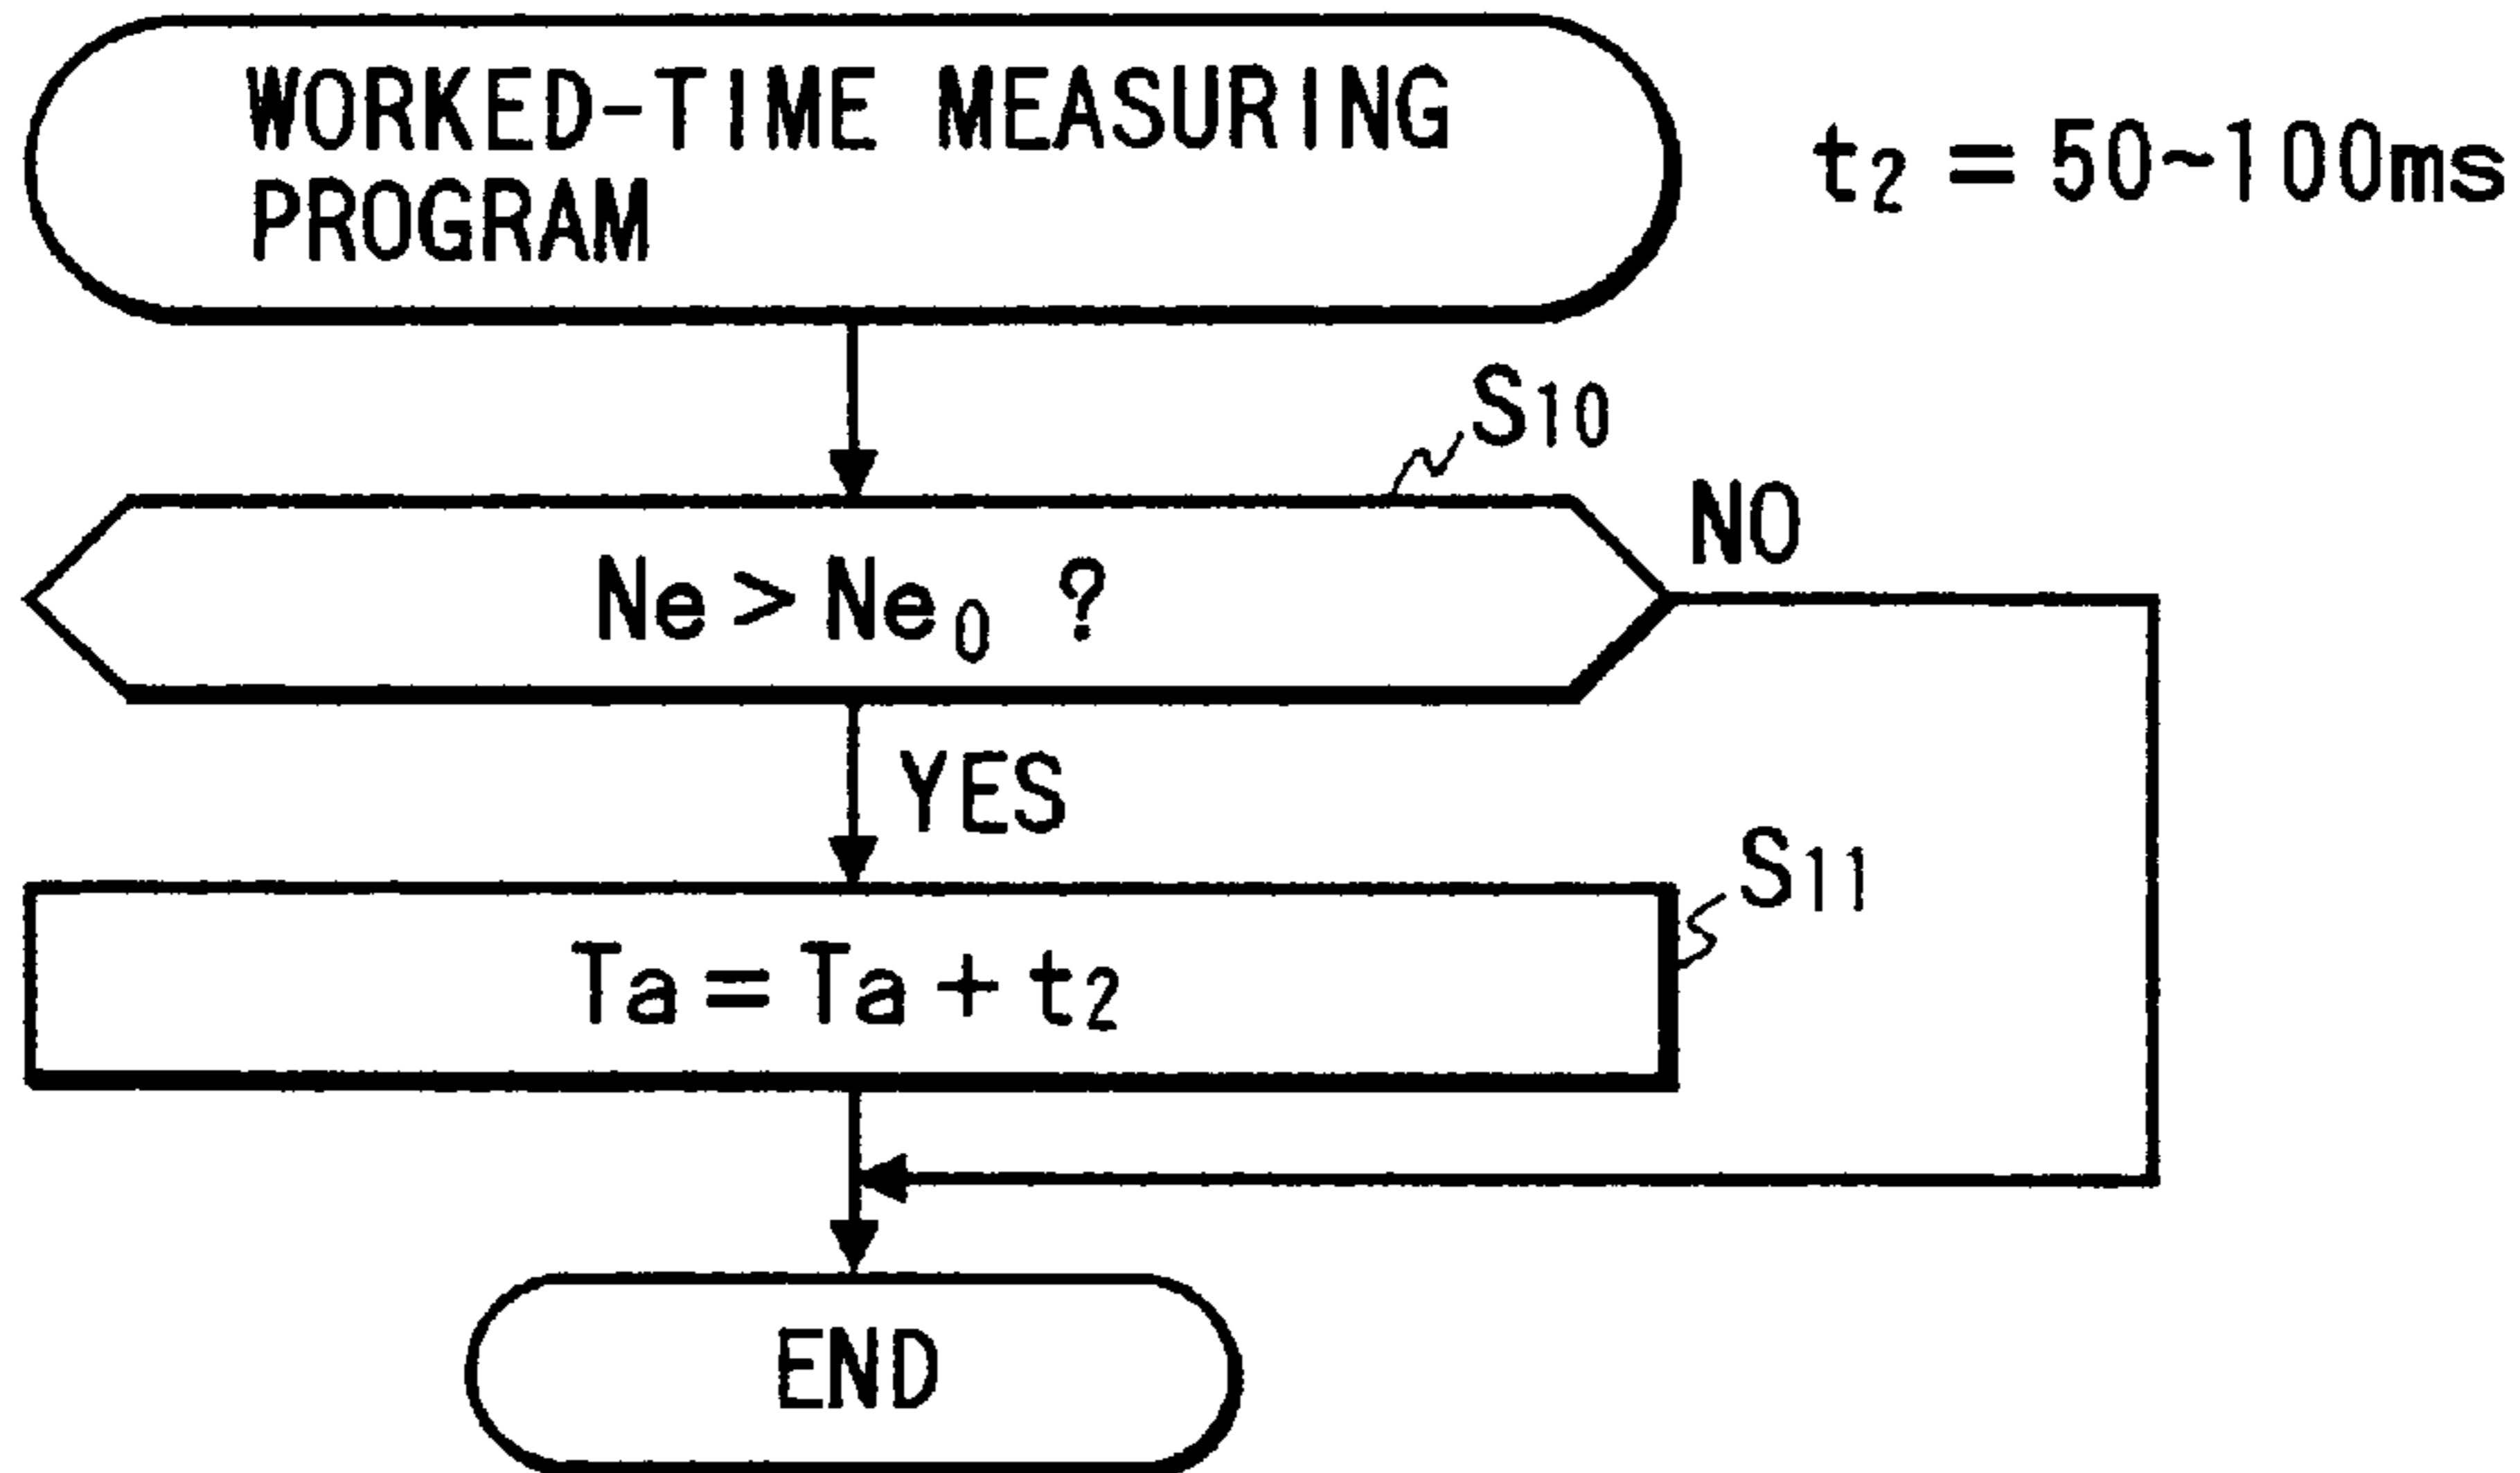 WORKED-TIME MEASURING
PROGRAM
t₂ = 50~100ms
S₁₀
NO
Ne > Ne₀ ?
YES
S₁₁
Ta = Ta + t₂
END